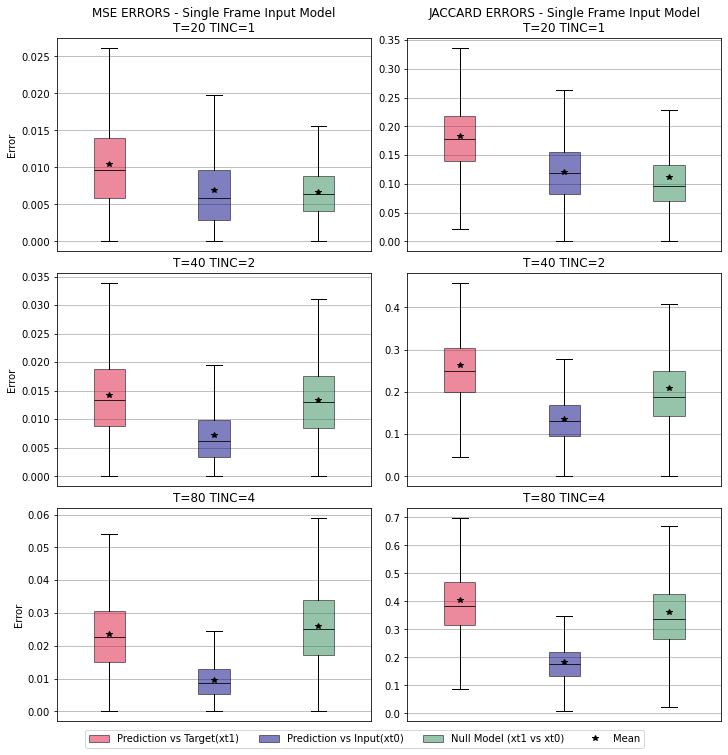 MSE ERRORS - Single Frame Input Model
T=20 TINC=1
JACCARD ERRORS - Single Frame Input Model
T=20 TINC=1
Error
0.025
0.020
0.015
0.010
0.005
0.000
0.35
0.30
0.25
0.20
0.15
0.10
0.05
0.00
T=40 TINC=2
T=40 TINC=2
Error
0.035
0.030
0.025
0.020
0.015
0.010
0.005
0.000
0.4
0.3
0.2
0.1
0.0
T=80 TINC=4
T=80 TINC=4
Error
0.06
0.05
0.04
0.03
0.02
0.01
0.00
0.7
0.6
0.5
0.4
0.3
0.2
0.1
0.0
Prediction vs Target(xt1)
Prediction vs Input(xt0)
Null Model (xt1 vs xt0)
Mean